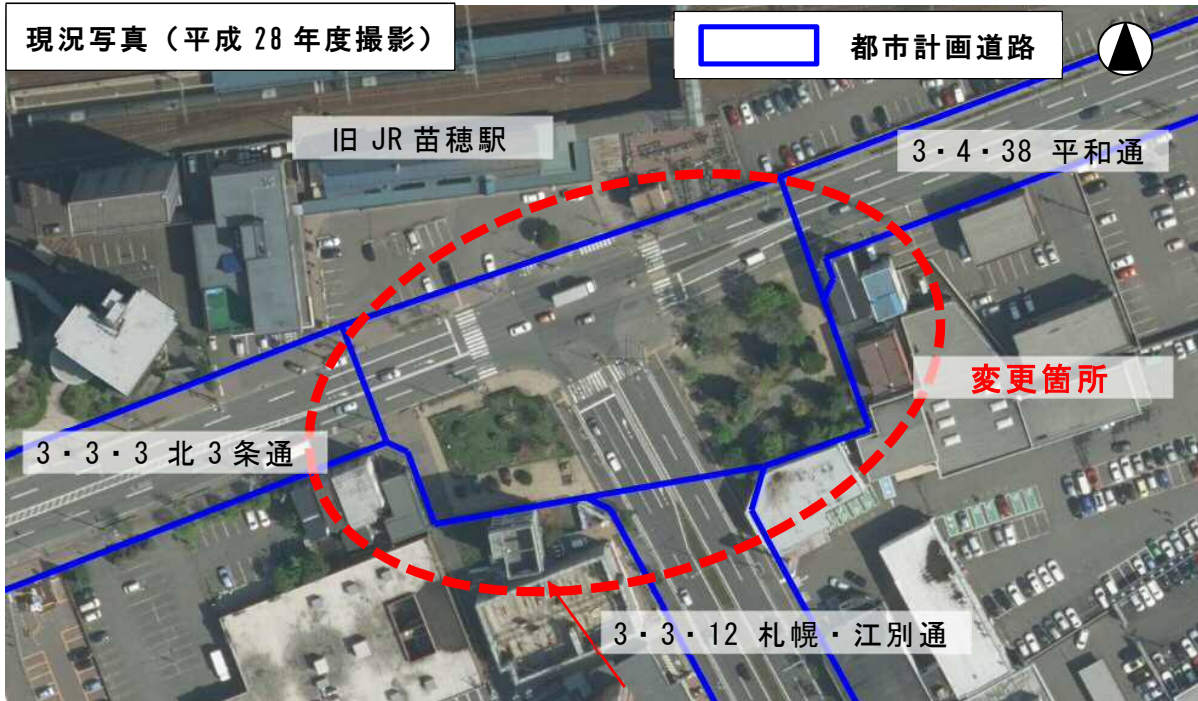 現況写真（平成 28 年度撮影）
都市計画道路
旧 JR 苗穂駅
3・4・38 平和通
変更箇所
3・3・3 北 3 条通
3・3・12 札幌・江別通